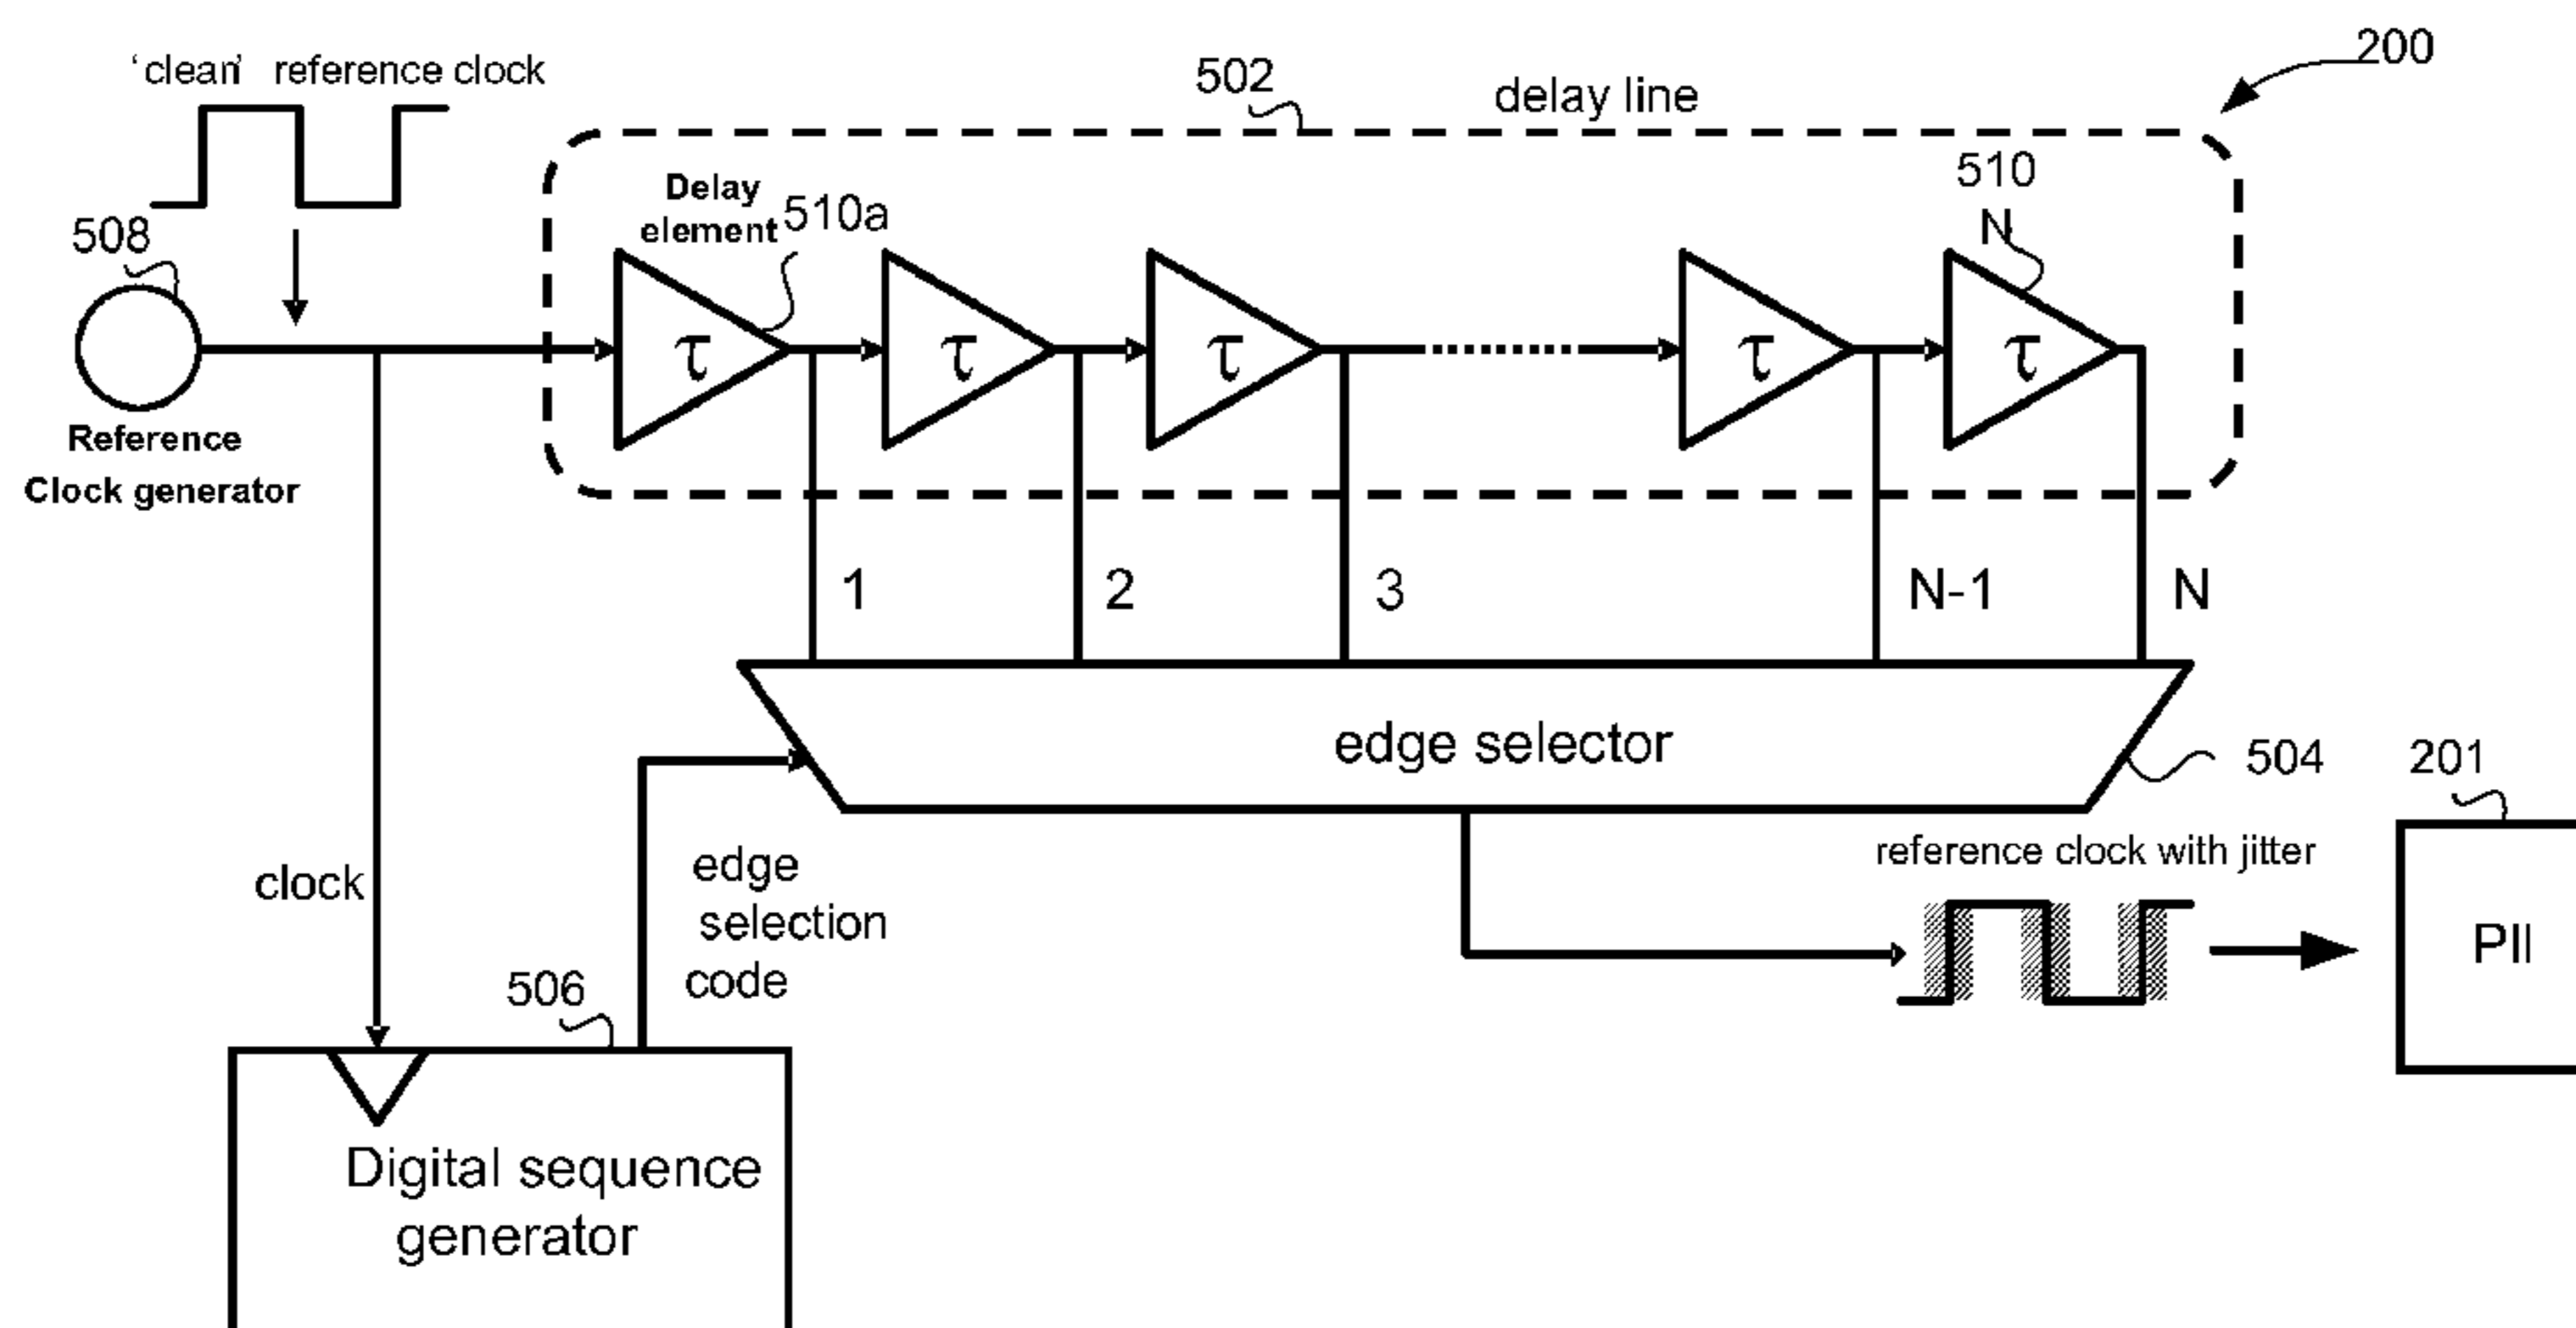 200
'clean' reference clock
502
delay line
510
N
Delay
element
510a
508
τ
τ
τ
τ
τ
Reference
Clock generator
1
2
3
N-1
N
edge selector
504
201
reference clock with jitter
Pll
clock
edge
selection
code
506
Digital sequence
generator